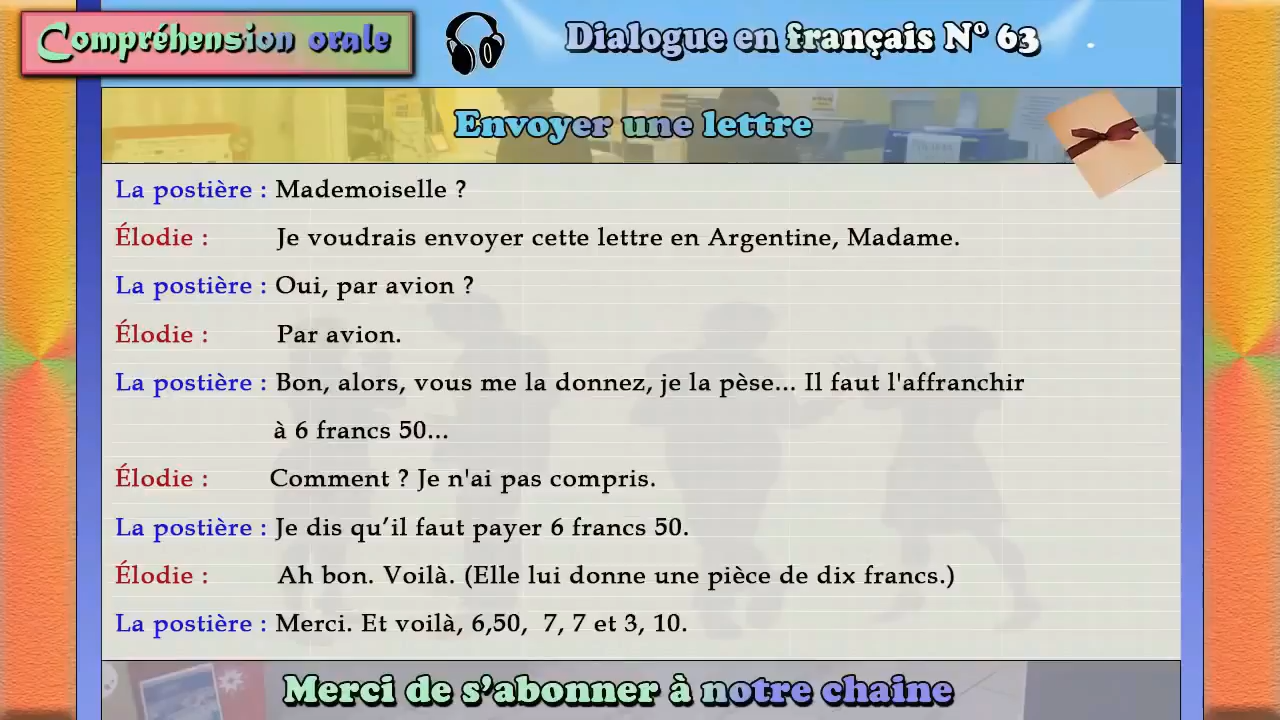 Compréhension orale
Dialogue en français N° 63
Envoyer une lettre
La postière : Mademoiselle ?
Élodie : Je voudrais envoyer cette lettre en Argentine, Madame.
La postière : Oui, par avion ?
Élodie : Par avion.
La postière : Bon, alors, vous me la donnez, je la pèse... Il faut l'affranchir
à 6 francs 50...
Élodie : Comment ? Je n'ai pas compris.
La postière : Je dis qu’il faut payer 6 francs 50.
Élodie : Ah bon. Voilà. (Elle lui donne une pièce de dix francs.)
La postière : Merci. Et voilà, 6,50, 7, 7 et 3, 10.
Merci de s’abonner à notre chaine